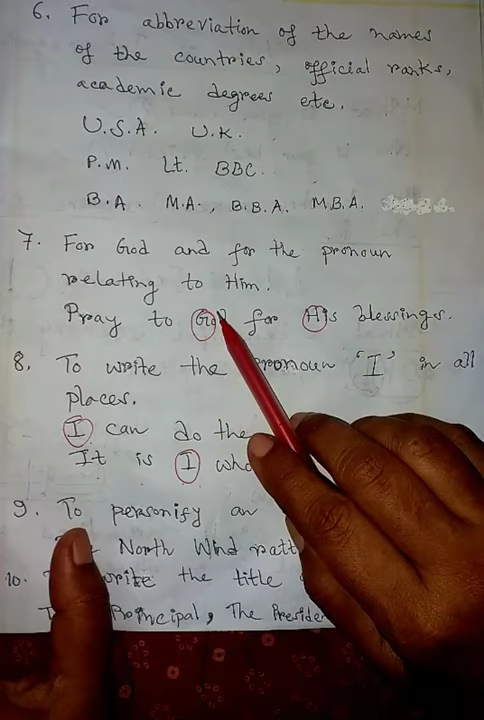 6. For abbreviation of the names
of the countries, official ranks,
academic degrees etc.
U.S.A. U.K.
P.M. Lt. BBC.
B.A. M.A., B.B.A. M.B.A.
7. For God and for the pronoun
relating to Him.
Pray to God for His blessings.
8. To write the pronoun 'I' in all
places.
I can do the
It is I who
9. To personify an
North Wind
10. write the title
Principal, The